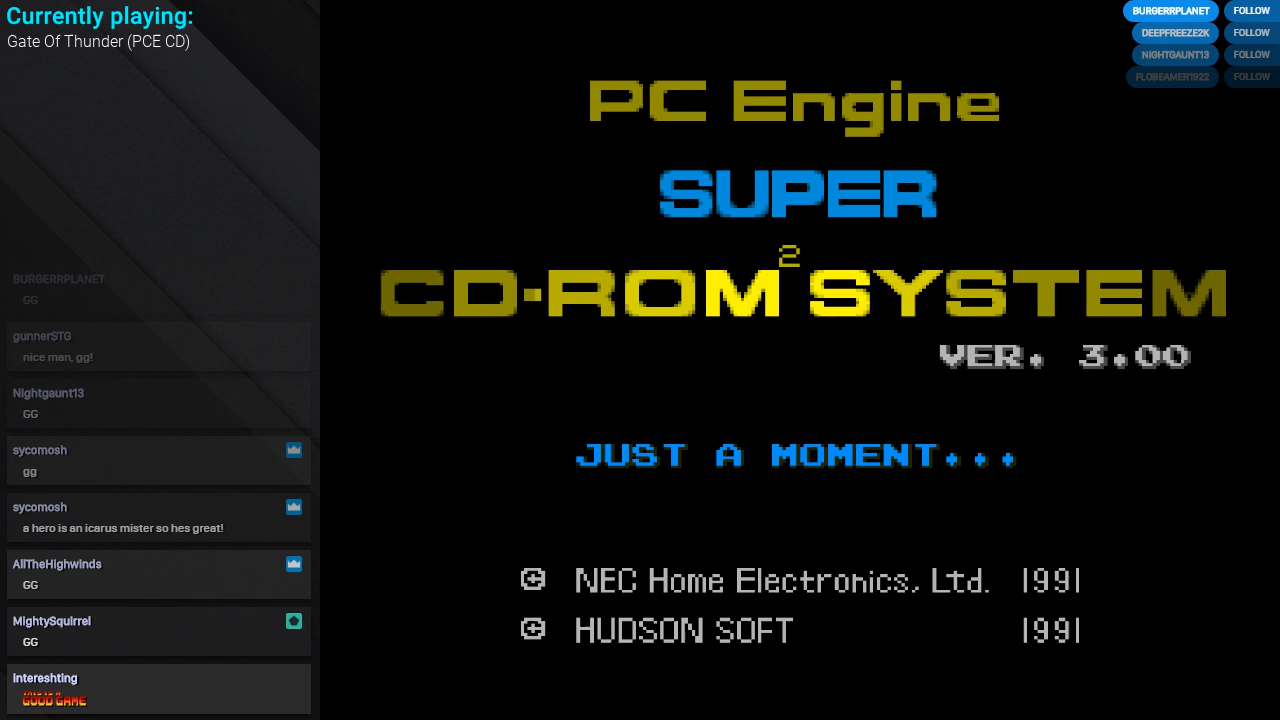 Currently playing:
Gate Of Thunder (PCE CD)
BURGERRPLANET
GG
gunnerSTG
nice man, gg!
Nightgaunt13
GG
sycomosh
gg
sycomosh
a hero is an icarus mister so hes great!
AllTheHighwinds
GG
MightySquirrel
GG
intereshting
THIS IS A
GOOD GAME
PC Engine
SUPER
CD-ROM² SYSTEM
VER. 3.00
JUST A MOMENT...
NEC Home Electronics, Ltd. 1991
HUDSON SOFT 1991
BURGERRPLANET FOLLOW
DEEPFREEZE2K FOLLOW
NIGHTGAUNT13 FOLLOW
FLOBEAMER1922 FOLLOW